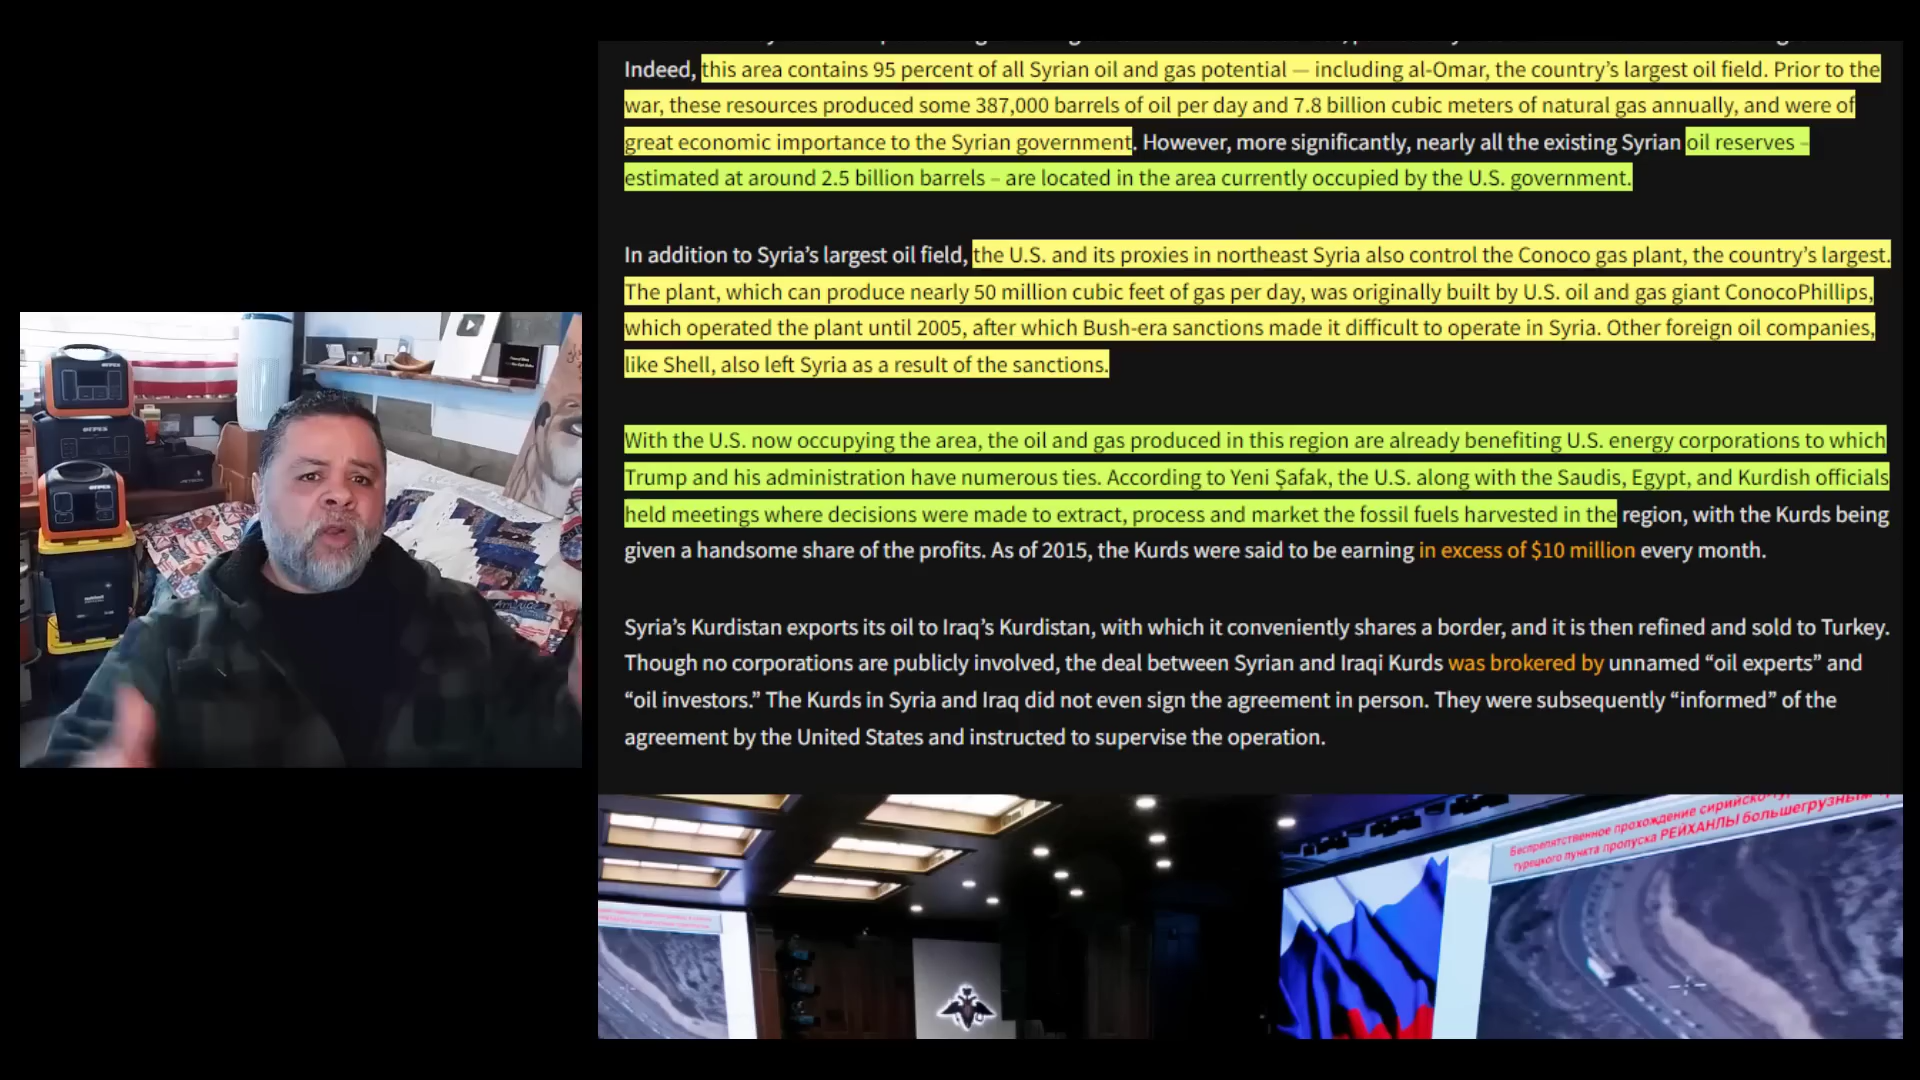 Indeed, this area contains 95 percent of all Syrian oil and gas potential — including al-Omar, the country’s largest oil field. Prior to the
war, these resources produced some 387,000 barrels of oil per day and 7.8 billion cubic meters of natural gas annually, and were of
great economic importance to the Syrian government. However, more significantly, nearly all the existing Syrian oil reserves –
estimated at around 2.5 billion barrels – are located in the area currently occupied by the U.S. government.
In addition to Syria’s largest oil field, the U.S. and its proxies in northeast Syria also control the Conoco gas plant, the country’s largest.
The plant, which can produce nearly 50 million cubic feet of gas per day, was originally built by U.S. oil and gas giant ConocoPhillips,
which operated the plant until 2005, after which Bush-era sanctions made it difficult to operate in Syria. Other foreign oil companies,
like Shell, also left Syria as a result of the sanctions.
With the U.S. now occupying the area, the oil and gas produced in this region are already benefiting U.S. energy corporations to which
Trump and his administration have numerous ties. According to Yeni Şafak, the U.S. along with the Saudis, Egypt, and Kurdish officials
held meetings where decisions were made to extract, process and market the fossil fuels harvested in the region, with the Kurds being
given a handsome share of the profits. As of 2015, the Kurds were said to be earning in excess of $10 million every month.
Syria’s Kurdistan exports its oil to Iraq’s Kurdistan, with which it conveniently shares a border, and it is then refined and sold to Turkey.
Though no corporations are publicly involved, the deal between Syrian and Iraqi Kurds was brokered by unnamed “oil experts” and
“oil investors.” The Kurds in Syria and Iraq did not even sign the agreement in person. They were subsequently “informed” of the
agreement by the United States and instructed to supervise the operation.
Беспрепятственное прохождение
турецкого пункта пропуска РЕЙХАНЛЫ большегрузным